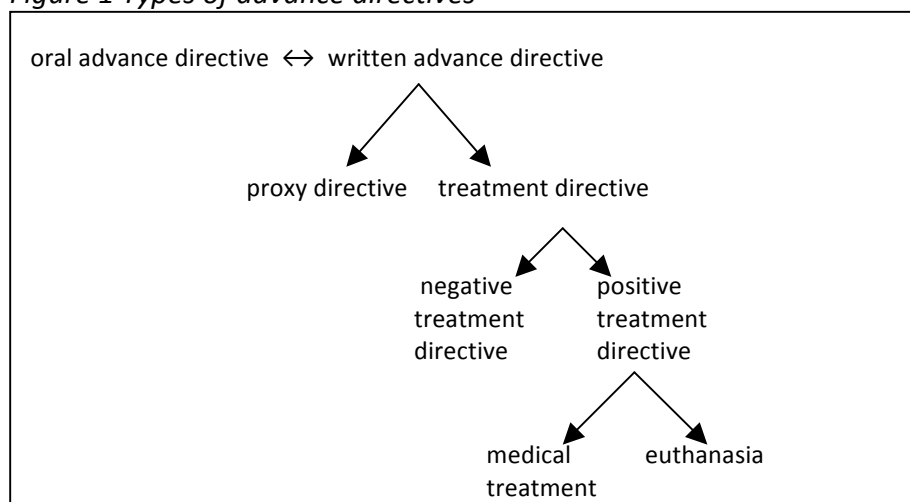 Figure 1 Types of advance directives
oral advance directive ↔ written advance directive
proxy directive treatment directive
negative positive
treatment treatment
directive directive
medical euthanasia
treatment